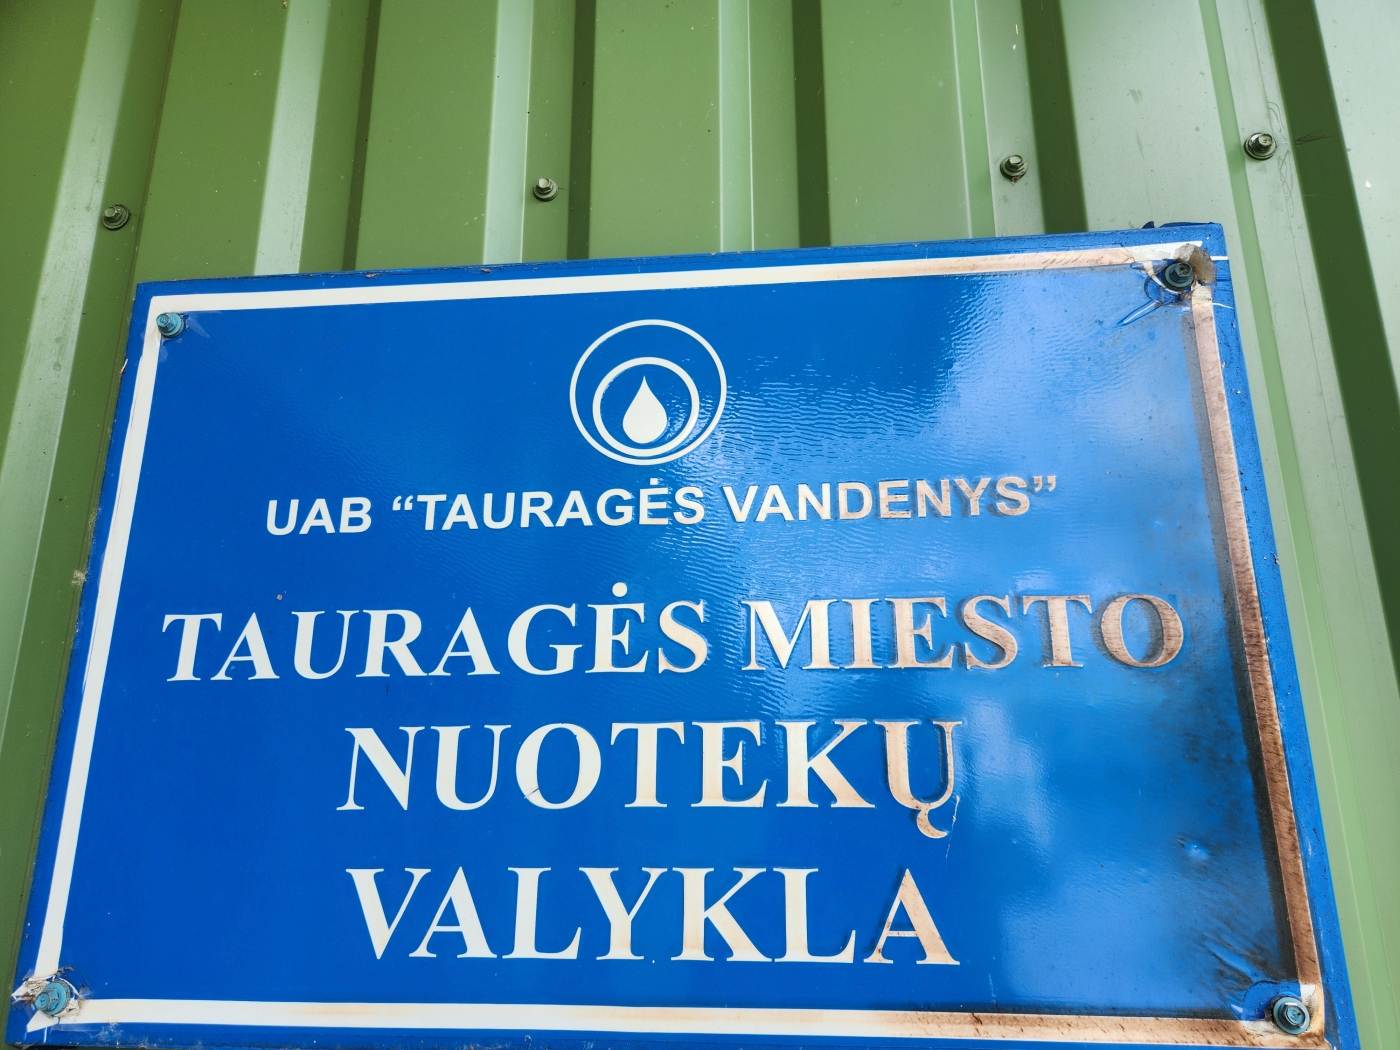 UAB “TAURAGĖS VANDENYS”
TAURAGĖS MIESTO
NUOTEKŲ
VALYKLA